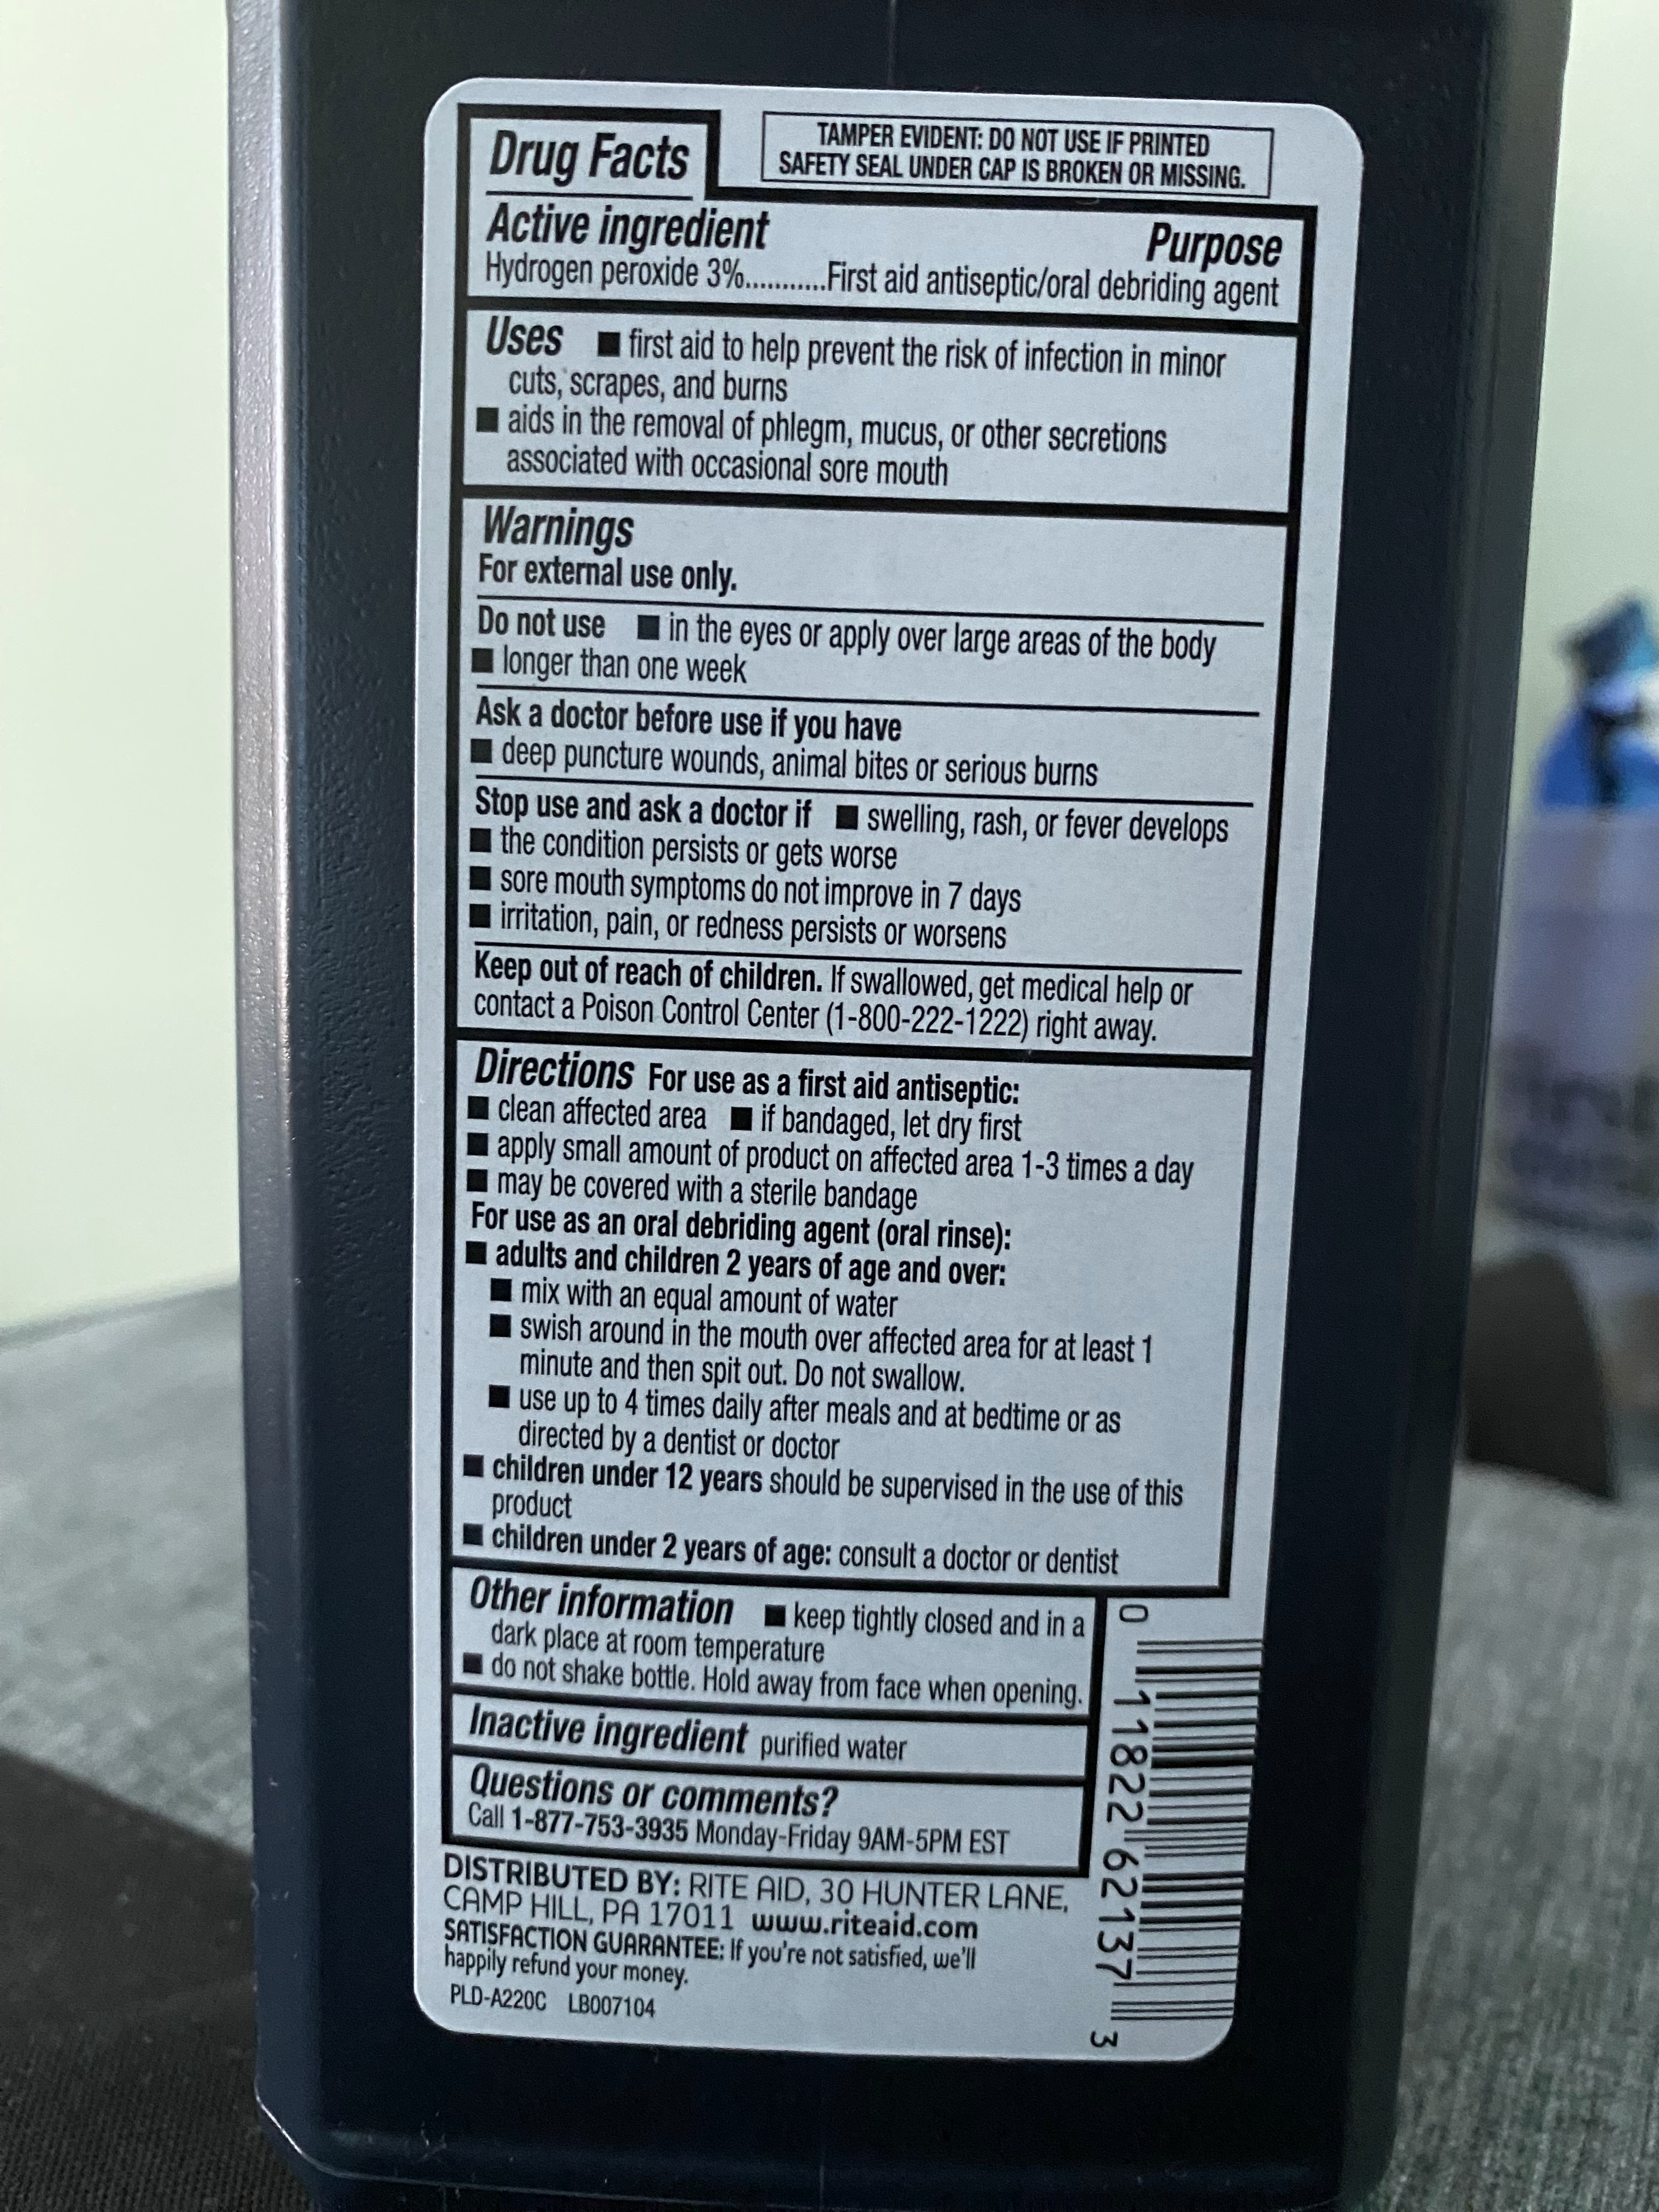 Drug Facts
TAMPER EVIDENT: DO NOT USE IF PRINTED
SAFETY SEAL UNDER CAP IS BROKEN OR MISSING.
Active ingredient Purpose
Hydrogen peroxide 3%...........First aid antiseptic/oral debriding agent
Uses ■ first aid to help prevent the risk of infection in minor
cuts, scrapes, and burns
■ aids in the removal of phlegm, mucus, or other secretions
associated with occasional sore mouth
Warnings
For external use only.
Do not use ■ in the eyes or apply over large areas of the body
■ longer than one week
Ask a doctor before use if you have
■ deep puncture wounds, animal bites or serious burns
Stop use and ask a doctor if ■ swelling, rash, or fever develops
■ the condition persists or gets worse
■ sore mouth symptoms do not improve in 7 days
■ irritation, pain, or redness persists or worsens
Keep out of reach of children. If swallowed, get medical help or
contact a Poison Control Center (1-800-222-1222) right away.
Directions For use as a first aid antiseptic:
■ clean affected area ■ if bandaged, let dry first
■ apply small amount of product on affected area 1-3 times a day
■ may be covered with a sterile bandage
For use as an oral debriding agent (oral rinse):
■ adults and children 2 years of age and over:
■ mix with an equal amount of water
■ swish around in the mouth over affected area for at least 1
minute and then spit out. Do not swallow.
■ use up to 4 times daily after meals and at bedtime or as
directed by a dentist or doctor
■ children under 12 years should be supervised in the use of this
product
■ children under 2 years of age: consult a doctor or dentist
Other information ■ keep tightly closed and in a
dark place at room temperature
■ do not shake bottle. Hold away from face when opening.
Inactive ingredient purified water
Questions or comments?
Call 1-877-753-3935 Monday-Friday 9AM-5PM EST
DISTRIBUTED BY: RITE AID, 30 HUNTER LANE,
CAMP HILL, PA 17011 www.riteaid.com
SATISFACTION GUARANTEE: If you're not satisfied, we'll
happily refund your money.
PLD-A220C LB007104
0 11822 62137 3